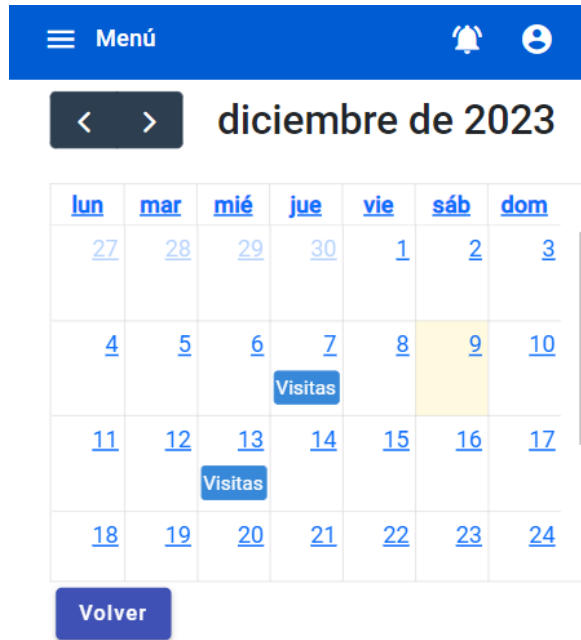 Menú
diciembre de 2023
lun mar mié jue vie sáb dom
27 28 29 30 1 2 3
4 5 6 7 8 9 10
Visitas
11 12 13 14 15 16 17
Visitas
18 19 20 21 22 23 24
Volver